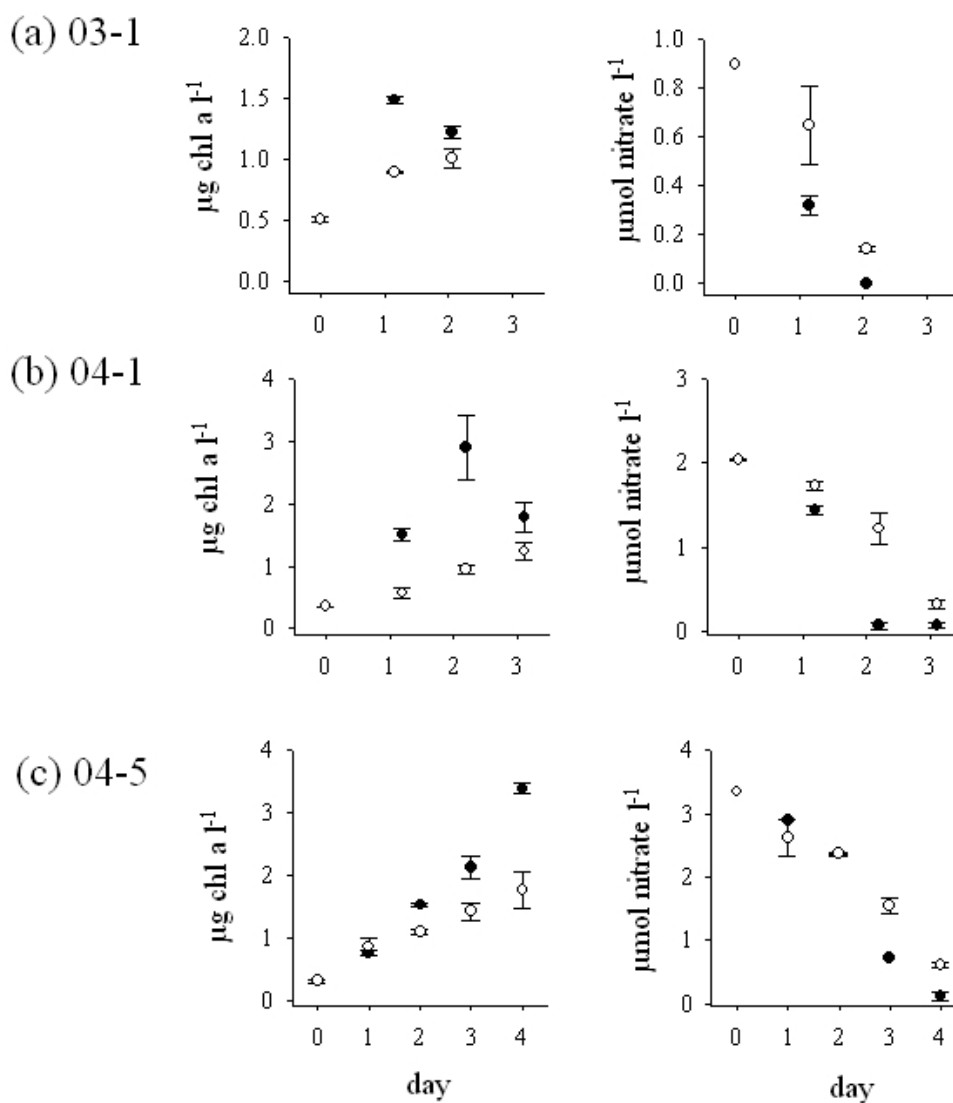 (a) 03-1
µg chl a l-1
2.0
1.5
1.0
0.5
0.0
0 1 2 3
µmol nitrate l-1
1.0
0.8
0.6
0.4
0.2
0.0
0 1 2 3
(b) 04-1
µg chl a l-1
4
3
2
1
0
0 1 2 3
µmol nitrate l-1
3
2
1
0
0 1 2 3
(c) 04-5
µg chl a l-1
4
3
2
1
0
0 1 2 3 4
day
µmol nitrate l-1
4
3
2
1
0
0 1 2 3 4
day